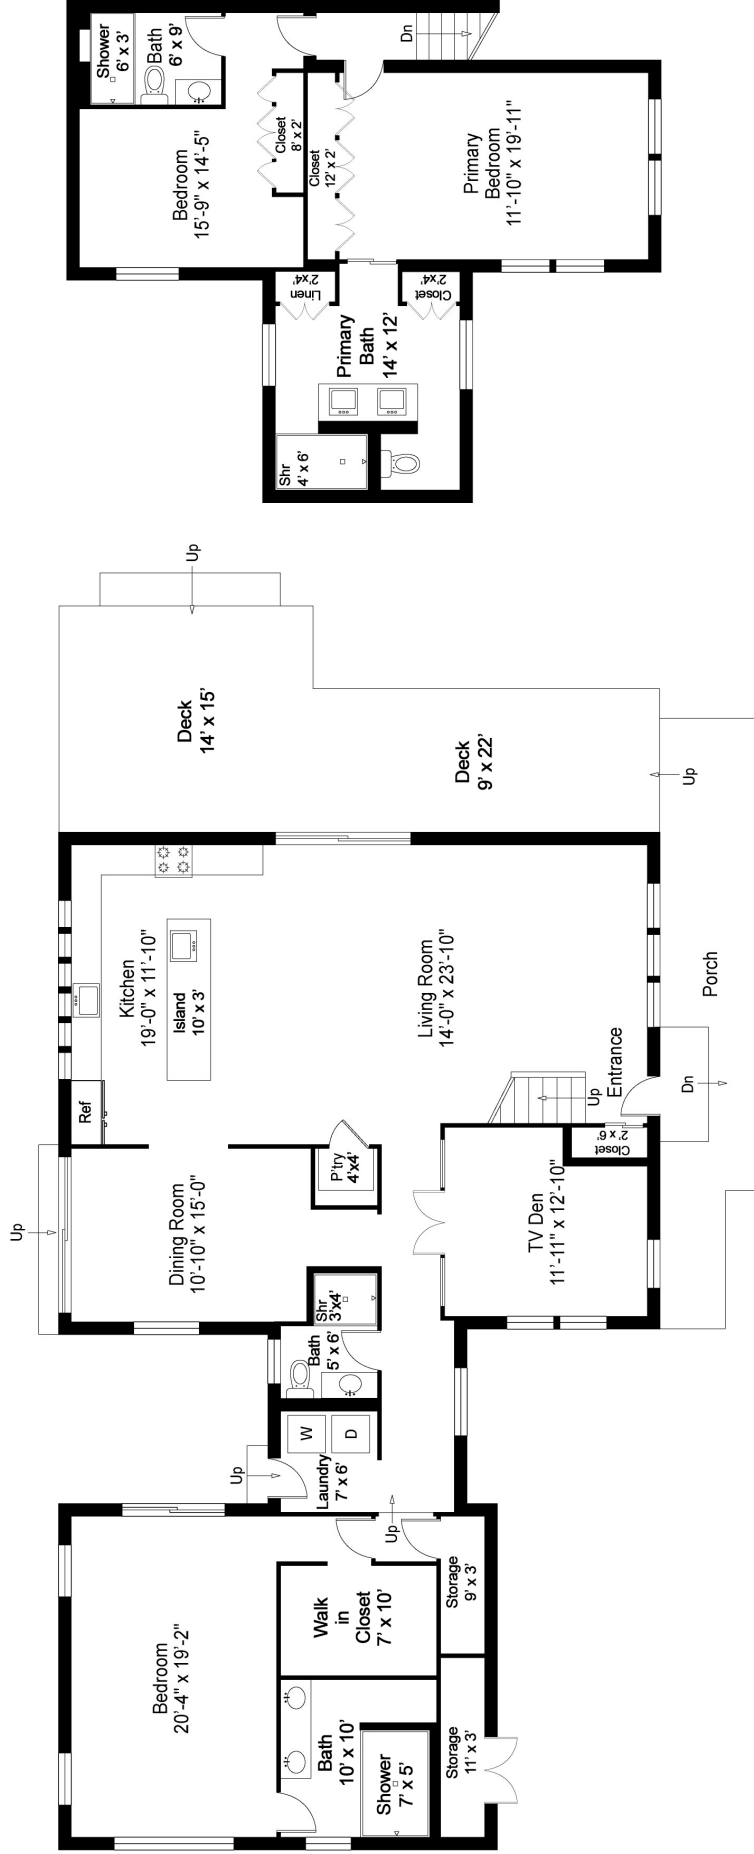 Shower
6' x 3'
Bath
6' x 9'
Dn
Closet
8' x 2'
Closet
12' x 2'
Bedroom
15'-9" x 14'-5"
Primary
Bedroom
11'-10" x 19'-11"
Linen
2'x4'
Closet
2'x4'
Primary
Bath
14' x 12'
Shr
4' x 6'
Up
Deck
14' x 15'
Deck
9' x 22'
Up
Kitchen
19'-0" x 11'-10"
Island
10' x 3'
Living Room
14'-0" x 23'-10"
Porch
Ref
Up
Entrance
Dn
P'try
4'x4'
Closet
2' x 6'
Up
Dining Room
10'-10" x 15'-0"
TV Den
11'-11" x 12'-10"
Shr
3'x4'
Bath
5' x 6'
W
D
Laundry
7' x 6'
Up
Up
Bedroom
20'-4" x 19'-2"
Walk
in
Closet
7' x 10'
Storage
9' x 3'
Bath
10' x 10'
Shower
7' x 5'
Storage
11' x 3'